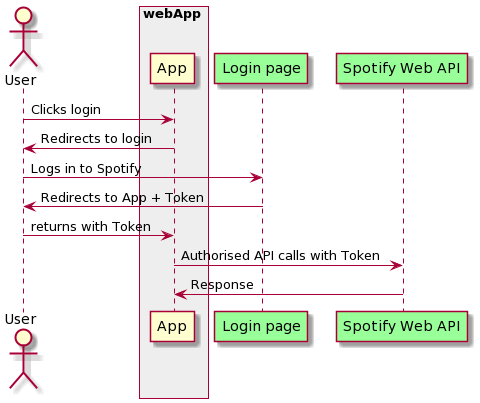 webApp
User
App
Login page
Spotify Web API
Clicks login
Redirects to login
Logs in to Spotify
Redirects to App + Token
returns with Token
Authorised API calls with Token
Response
User
App
Login page
Spotify Web API